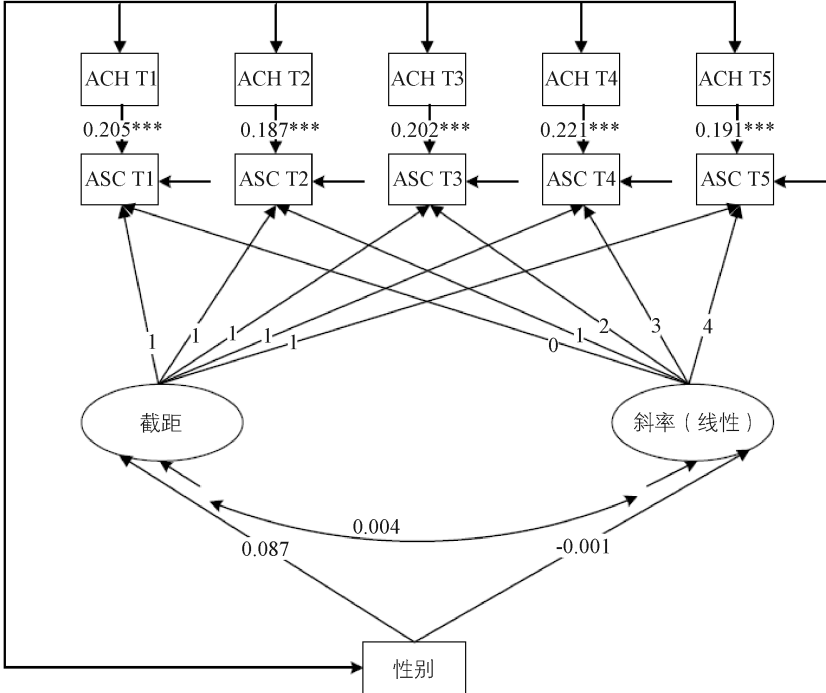 ACH T1 ACH T2 ACH T3 ACH T4 ACH T5
0.205*** 0.187*** 0.202*** 0.221*** 0.191***
ASC T1 ASC T2 ASC T3 ASC T4 ASC T5
1 1 1 1 1 0 1 2 3 4
截距 斜率（线性）
0.004
0.087 -0.001
性别